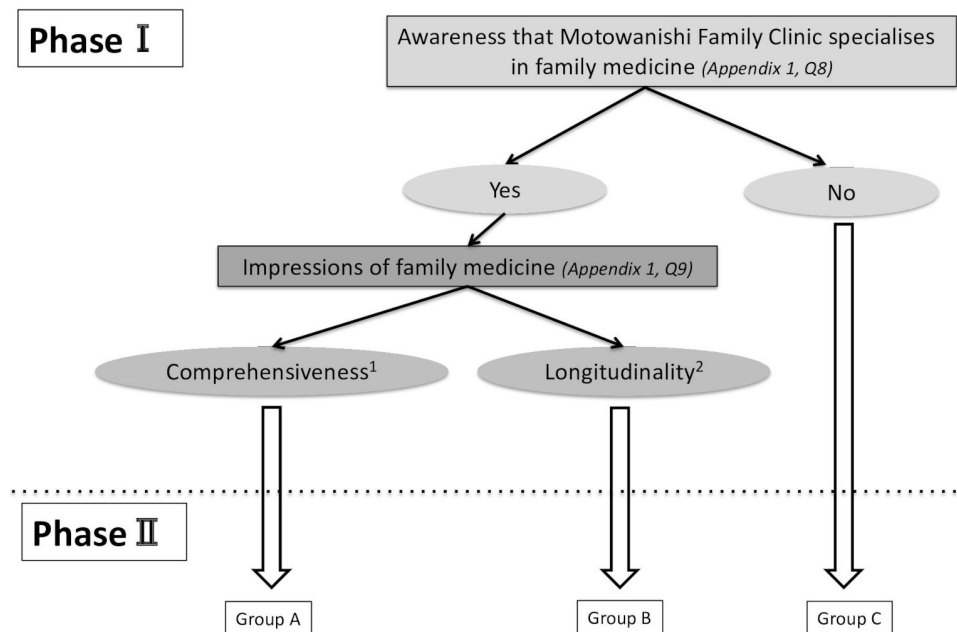 Phase Ⅰ
Awareness that Motowanishi Family Clinic specialises
in family medicine (Appendix 1, Q8)
Yes
No
Impressions of family medicine (Appendix 1, Q9)
Comprehensiveness¹
Longitudinality²
Phase Ⅱ
Group A
Group B
Group C